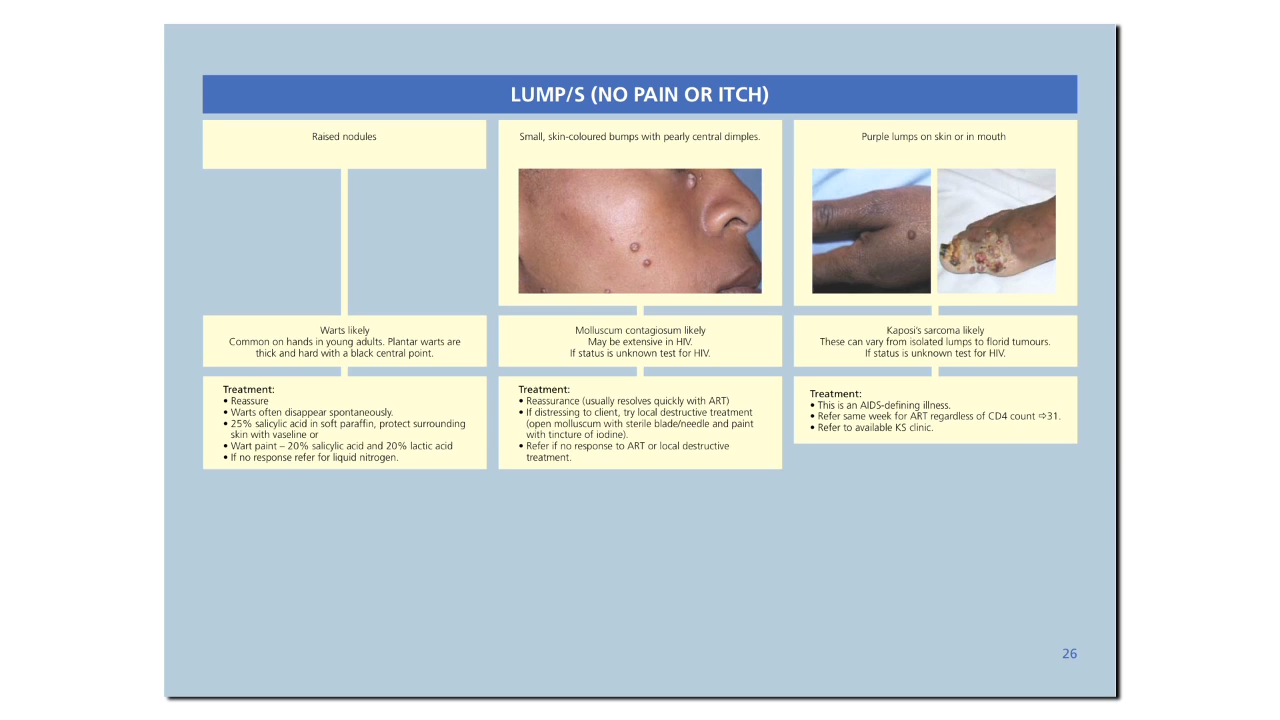 LUMP/S (NO PAIN OR ITCH)
Raised nodules
Warts likely
Common on hands in young adults. Plantar warts are
thick and hard with a black central point.
Treatment:
• Reassure
• Warts often disappear spontaneously.
• 25% salicylic acid in soft paraffin, protect surrounding
skin with vaseline or
• Wart paint – 20% salicylic acid and 20% lactic acid
• If no response refer for liquid nitrogen.
Small, skin-coloured bumps with pearly central dimples.
Molluscum contagiosum likely
May be extensive in HIV.
If status is unknown test for HIV.
Treatment:
• Reassurance (usually resolves quickly with ART)
• If distressing to client, try local destructive treatment
(open molluscum with sterile blade/needle and paint
with tincture of iodine).
• Refer if no response to ART or local destructive
treatment.
Purple lumps on skin or in mouth
Kaposi's sarcoma likely
These can vary from isolated lumps to florid tumours.
If status is unknown test for HIV.
Treatment:
• This is an AIDS-defining illness.
• Refer same week for ART regardless of CD4 count ⇨31.
• Refer to available KS clinic.
26